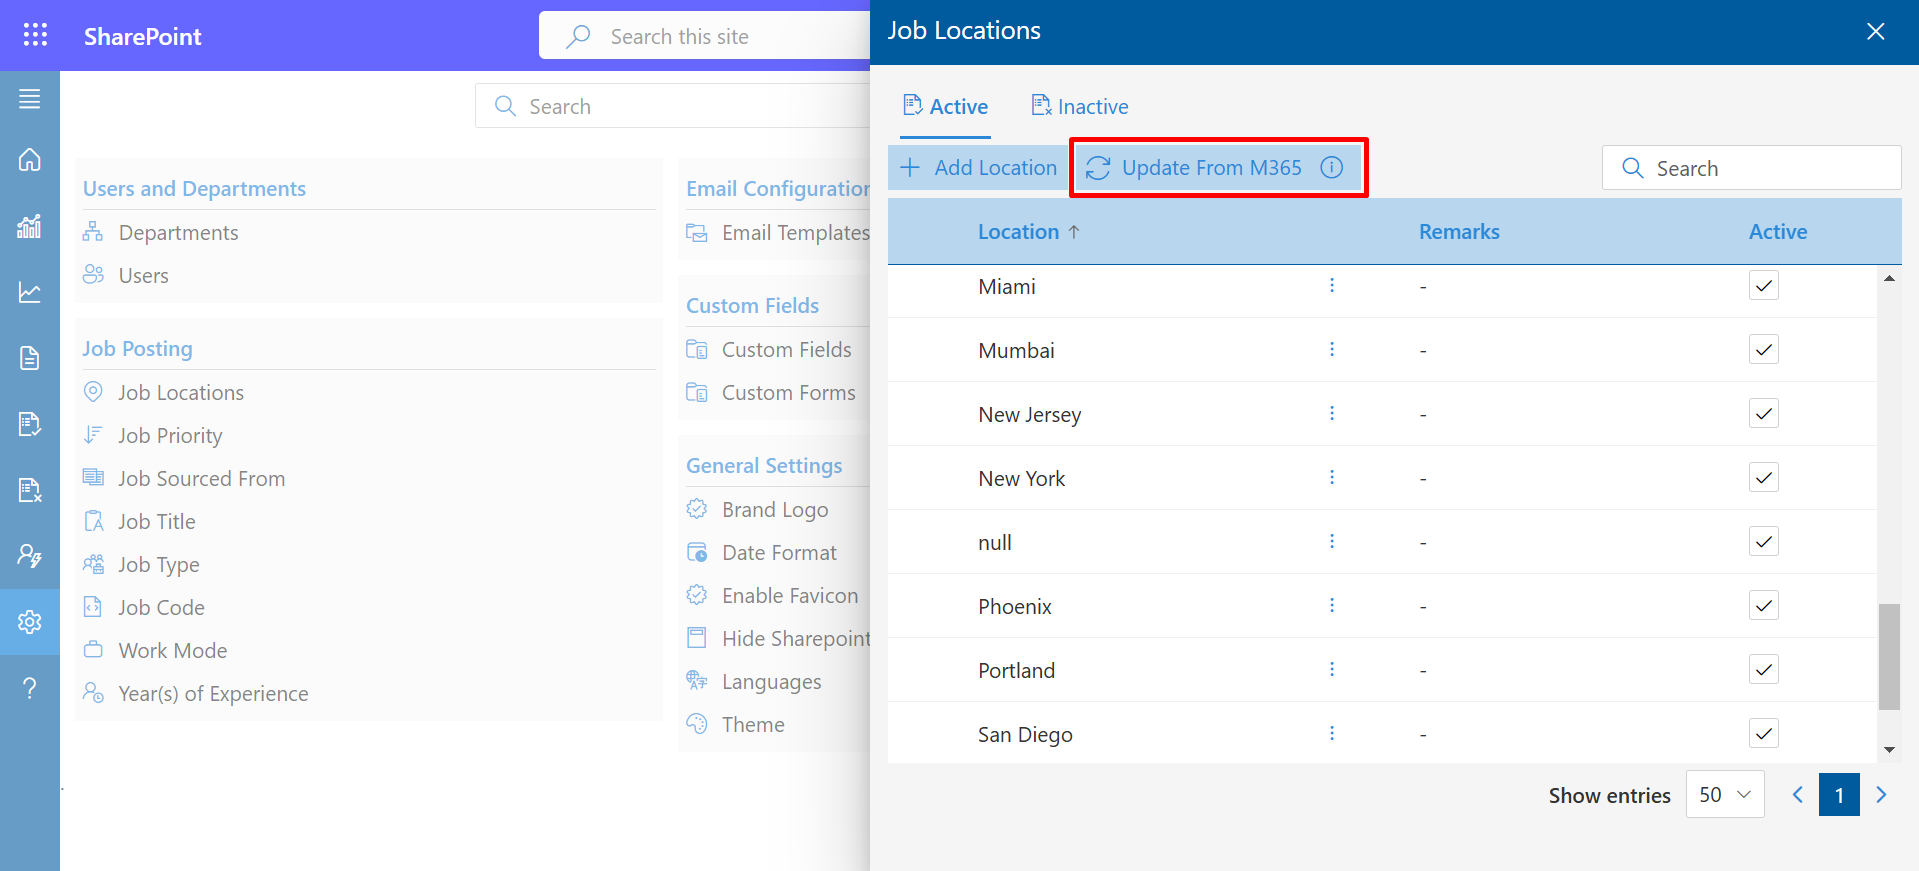 SharePoint
Search this site
Search
Users and Departments
Departments
Users
Job Posting
Job Locations
Job Priority
Job Sourced From
Job Title
Job Type
Job Code
Work Mode
Year(s) of Experience
Email Configuration
Email Templates
Custom Fields
Custom Fields
Custom Forms
General Settings
Brand Logo
Date Format
Enable Favicon
Hide Sharepoint
Languages
Theme
Job Locations
Active Inactive
Add Location Update From M365 Search
Location ↑ Remarks Active
Miami -
Mumbai -
New Jersey -
New York -
null -
Phoenix -
Portland -
San Diego -
Show entries 50 1